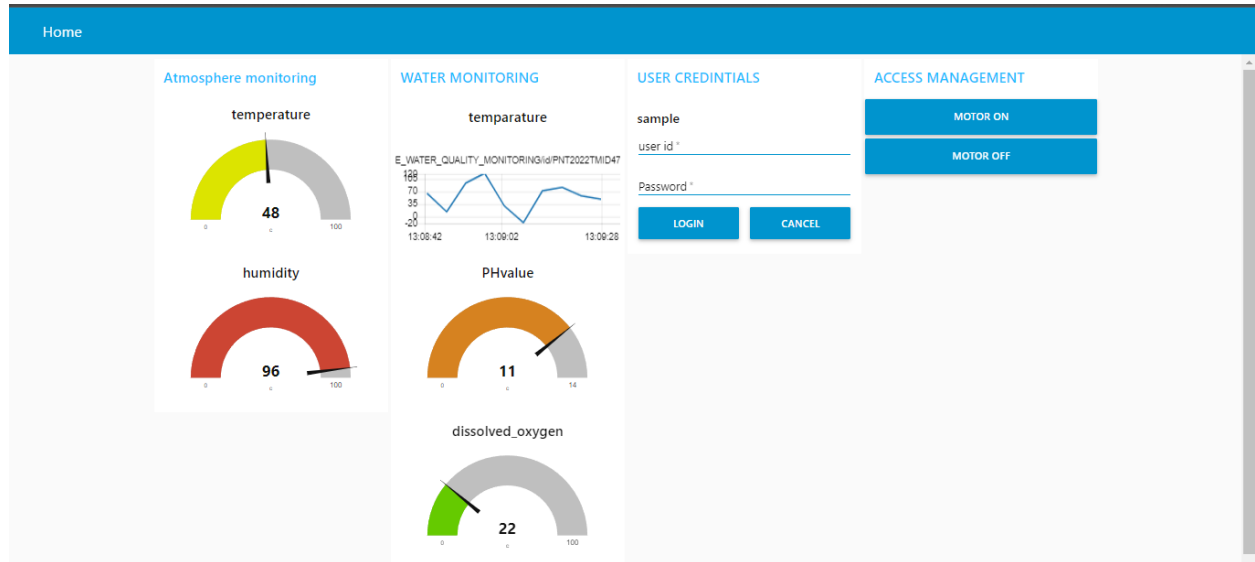 Home
Atmosphere monitoring
temperature
48
0
c
100
humidity
96
0
c
100
WATER MONITORING
temparature
E_WATER_QUALITY_MONITORING/id/PNT2022TMID47
120
105
70
35
0
-20
13:08:42 13:09:02 13:09:28
PHvalue
11
0
c
14
dissolved_oxygen
22
0
c
100
USER CREDINTIALS
sample
user id *
Password *
LOGIN CANCEL
ACCESS MANAGEMENT
MOTOR ON
MOTOR OFF